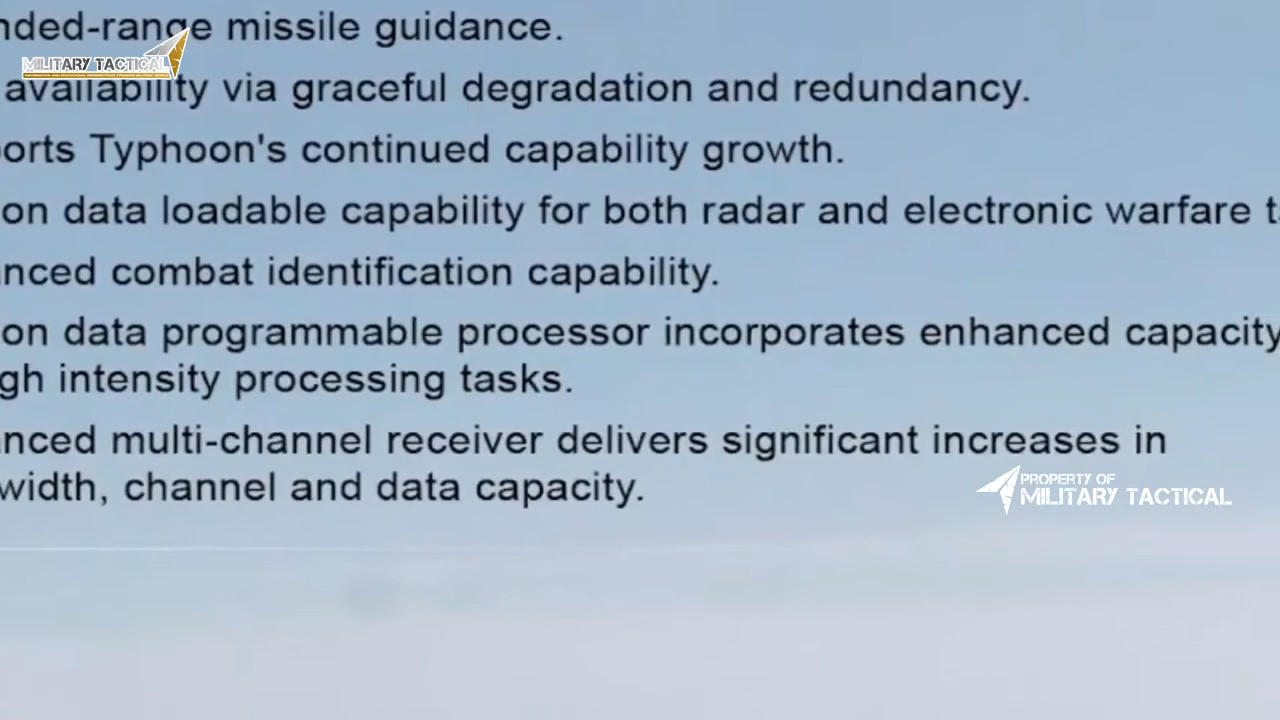 nded-range missile guidance.
MILITARY TACTICAL
availability via graceful degradation and redundancy.
orts Typhoon's continued capability growth.
on data loadable capability for both radar and electronic warfare t
nced combat identification capability.
on data programmable processor incorporates enhanced capacity
gh intensity processing tasks.
nced multi-channel receiver delivers significant increases in
width, channel and data capacity.
PROPERTY OF
MILITARY TACTICAL